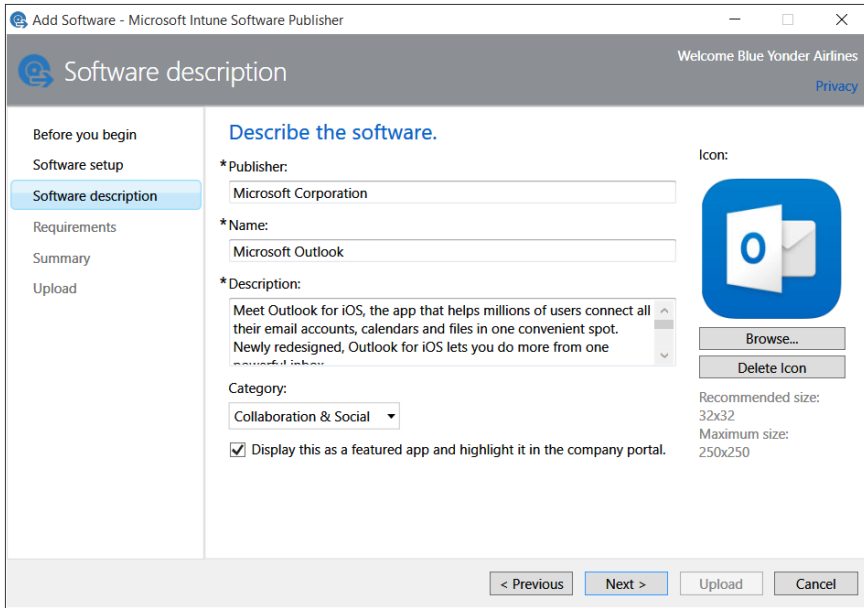 Add Software - Microsoft Intune Software Publisher
Software description
Welcome Blue Yonder Airlines
Privacy
Before you begin
Software setup
Software description
Requirements
Summary
Upload
Describe the software.
*Publisher:
Microsoft Corporation
*Name:
Microsoft Outlook
*Description:
Meet Outlook for iOS, the app that helps millions of users connect all
their email accounts, calendars and files in one convenient spot.
Newly redesigned, Outlook for iOS lets you do more from one
powerful inbox
Category:
Collaboration & Social
Display this as a featured app and highlight it in the company portal.
Icon:
O
Browse...
Delete Icon
Recommended size:
32x32
Maximum size:
250x250
< Previous
Next >
Upload
Cancel